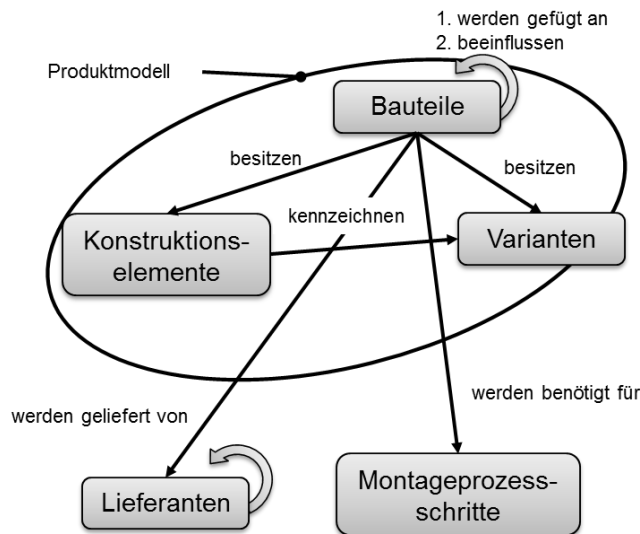 1. werden gefügt an
2. beeinflussen
Produktmodell
Bauteile
besitzen
besitzen
kennzeichnen
Konstruktions-
elemente
Varianten
werden geliefert von
werden benötigt für
Lieferanten
Montageprozess-
schritte